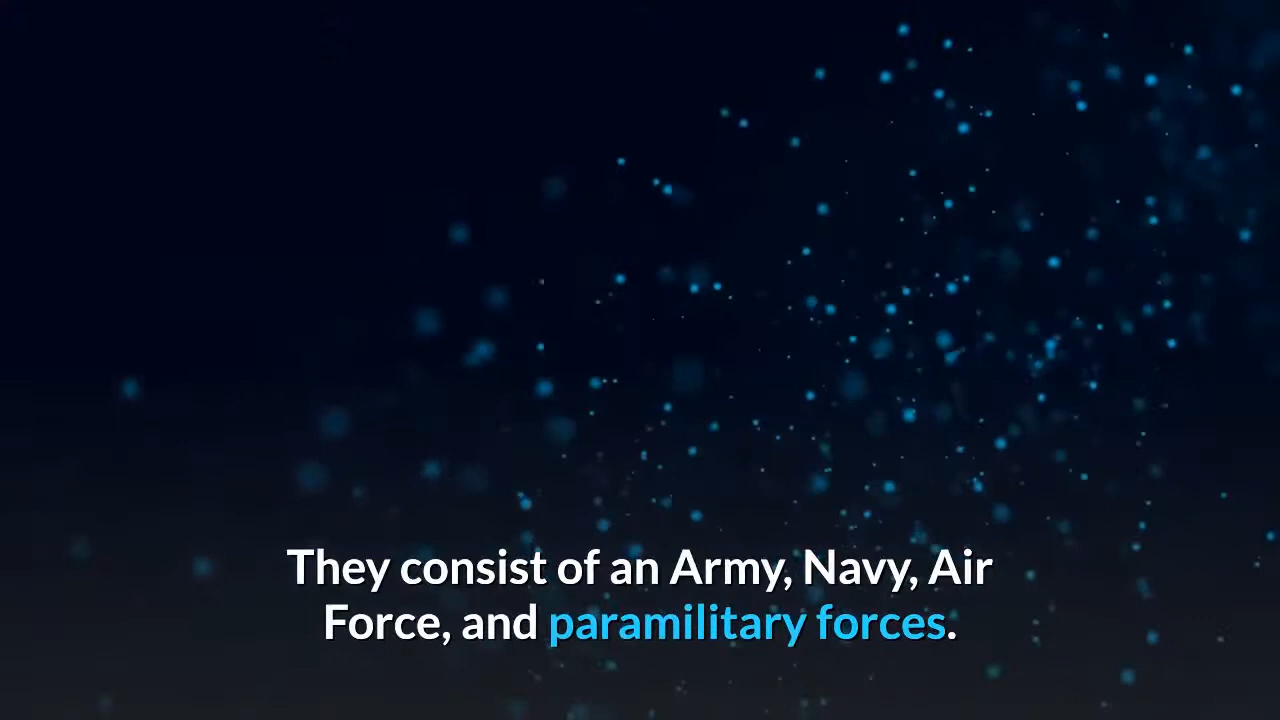 They consist of an Army, Navy, Air
Force, and paramilitary forces.